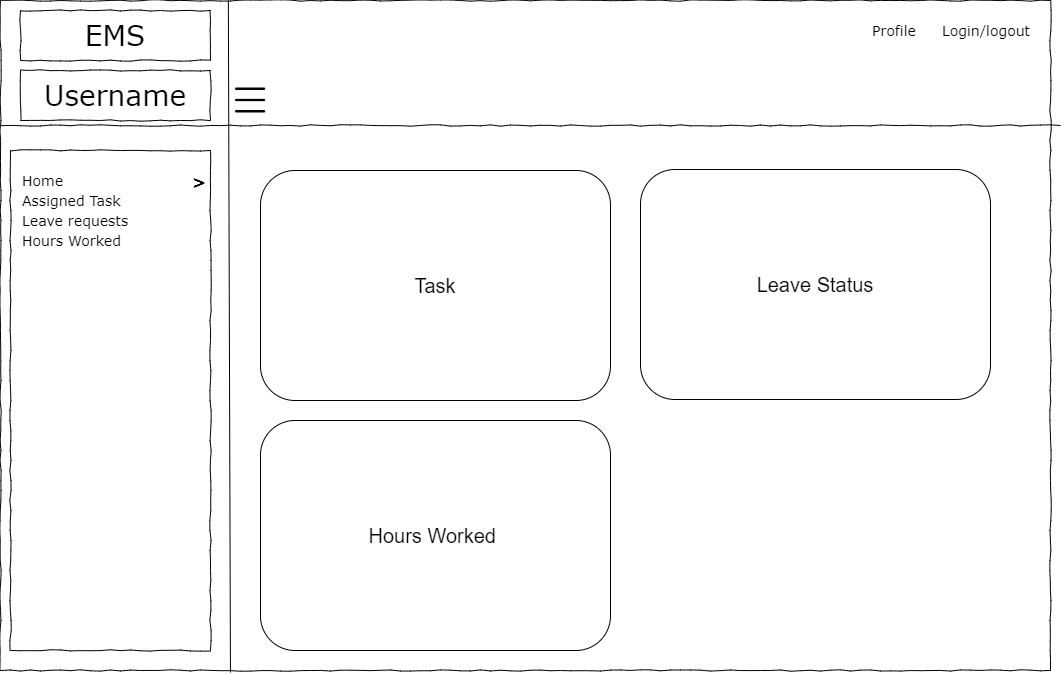 EMS
Profile
Login/logout
Username
Home >
Assigned Task
Leave requests
Hours Worked
Task
Leave Status
Hours Worked